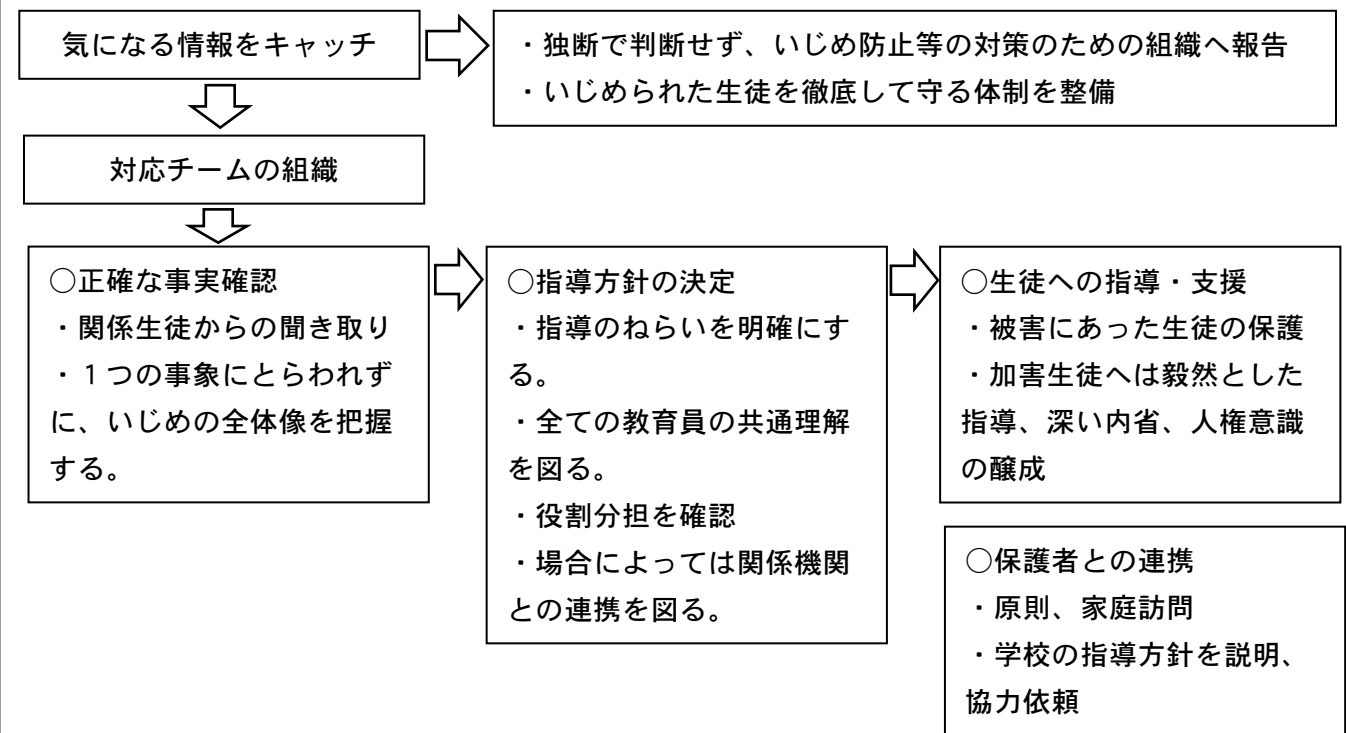 気になる情報をキャッチ
・独断で判断せず、いじめ防止等の対策のための組織へ報告
・いじめられた生徒を徹底して守る体制を整備
対応チームの組織
○正確な事実確認
・関係生徒からの聞き取り
・１つの事象にとらわれず
に、いじめの全体像を把握
する。
○指導方針の決定
・指導のねらいを明確にす
る。
・全ての教育員の共通理解
を図る。
・役割分担を確認
・場合によっては関係機関
との連携を図る。
○生徒への指導・支援
・被害にあった生徒の保護
・加害生徒へは毅然とした
指導、深い内省、人権意識
の醸成
○保護者との連携
・原則、家庭訪問
・学校の指導方針を説明、
協力依頼